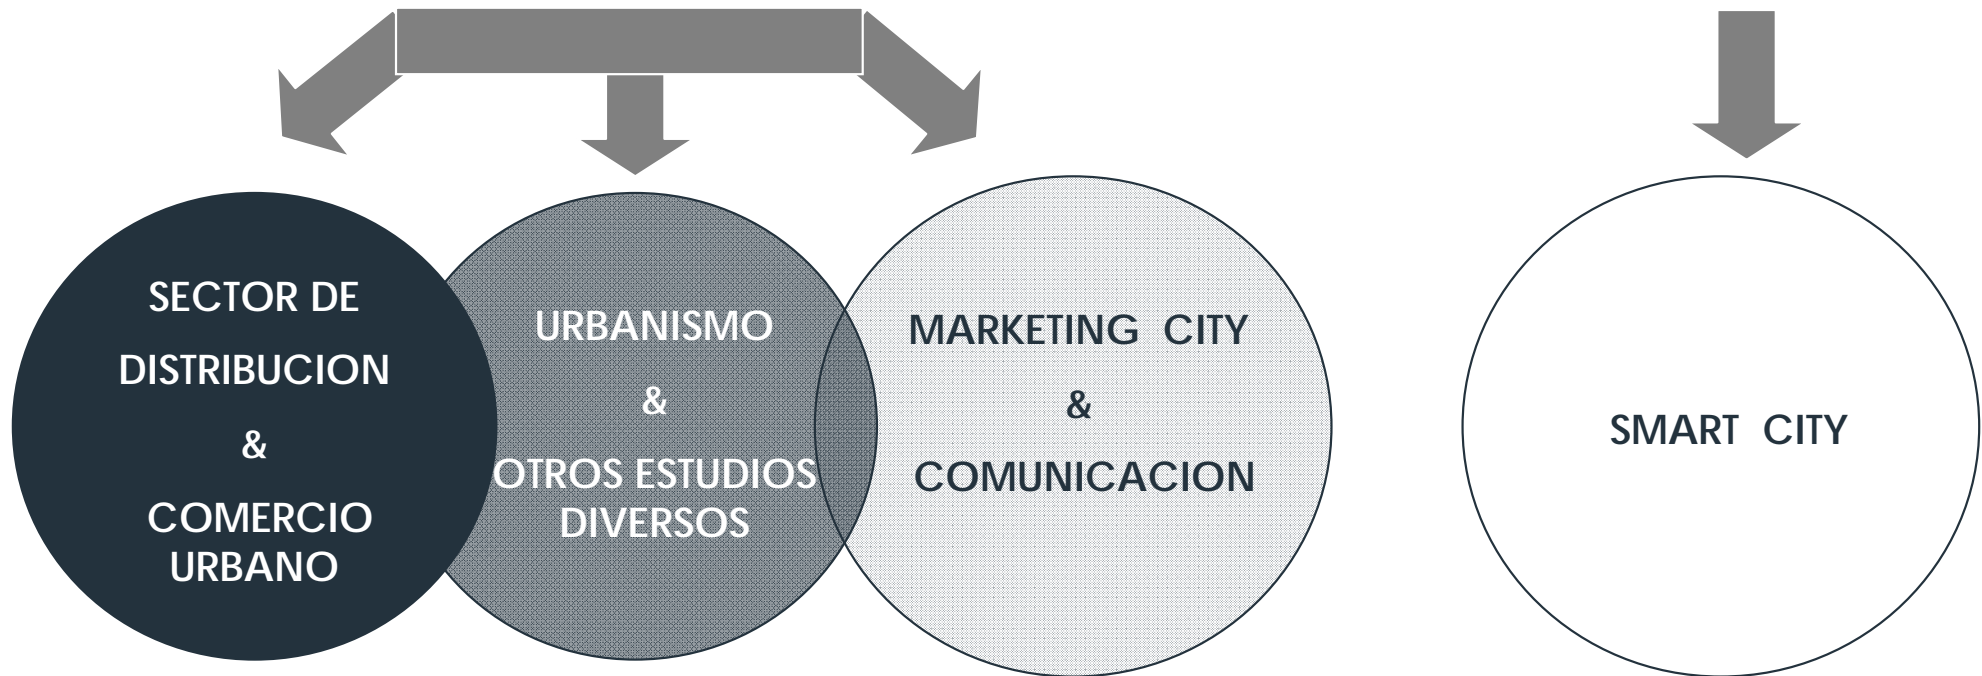 SECTOR DE
DISTRIBUCION
&
COMERCIO
URBANO
URBANISMO
&
OTROS ESTUDIOS
DIVERSOS
MARKETING CITY
&
COMUNICACION
SMART CITY